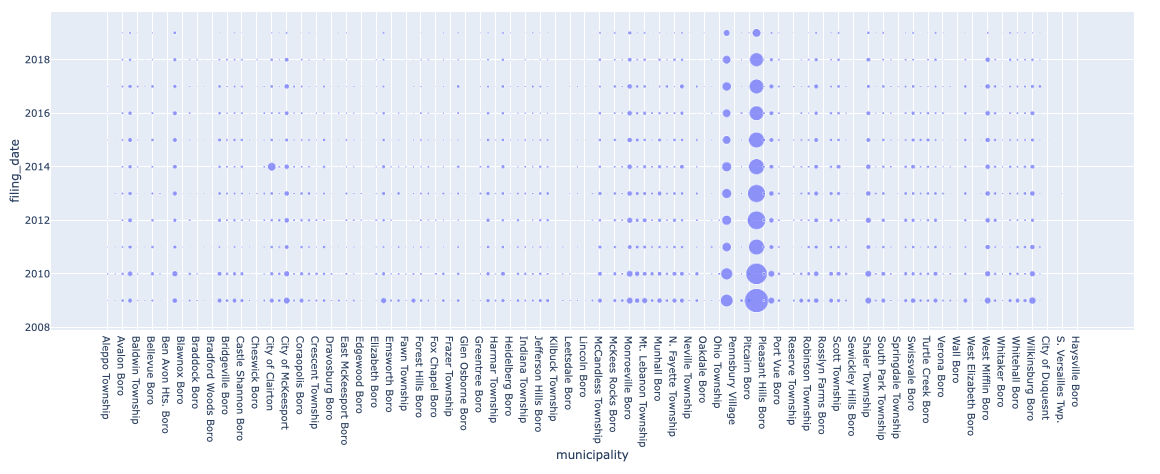 filing_date
2018
2016
2014
2012
2010
2008
Aleppo Township
Avalon Boro
Baldwin Township
Bellevue Boro
Ben Avon Hts. Boro
Blawnox Boro
Braddock Boro
Bradford Woods Boro
Bridgeville Boro
Castle Shannon Boro
Cheswick Boro
City of Clairton
City of McKeesport
Coraopolis Boro
Crescent Township
Dravosburg Boro
East McKeesport Boro
Edgewood Boro
Elizabeth Boro
Emsworth Boro
Fawn Township
Forest Hills Boro
Fox Chapel Boro
Frazer Township
Glen Osborne Boro
Greentree Boro
Harmar Township
Heidelberg Boro
Indiana Township
Jefferson Hills Boro
Kilbuck Township
Leetsdale Boro
Lincoln Boro
McCandless Township
McKees Rocks Boro
Monroeville Boro
Mt. Lebanon Township
Munhall Boro
N. Fayette Township
Neville Township
Oakdale Boro
Ohio Township
Pennsbury Village
Pitcairn Boro
Pleasant Hills Boro
Port Vue Boro
Reserve Township
Robinson Township
Rosslyn Farms Boro
Scott Township
Sewickley Hills Boro
Shaler Township
South Park Township
Springdale Township
Swissvale Boro
Turtle Creek Boro
Verona Boro
Wall Boro
West Elizabeth Boro
West Mifflin Boro
Whitaker Boro
Whitehall Boro
Wilkinsburg Boro
City of Duquesnt
S. Versailles Twp.
Haysville Boro
municipality